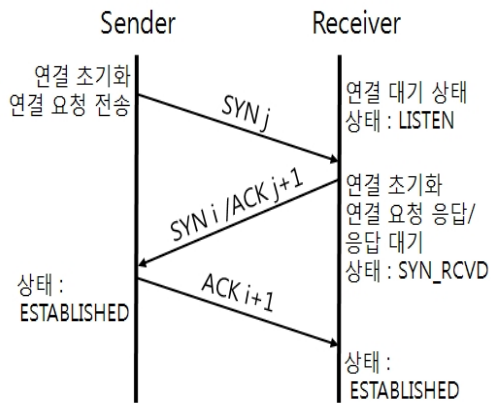 Sender
Receiver
연결 초기화
연결 요청 전송
SYN j
연결 대기 상태
상태 : LISTEN
SYN i /ACK j+1
연결 초기화
연결 요청 응답/
응답 대기
상태 : SYN_RCVD
상태 :
ESTABLISHED
ACK i+1
상태 :
ESTABLISHED